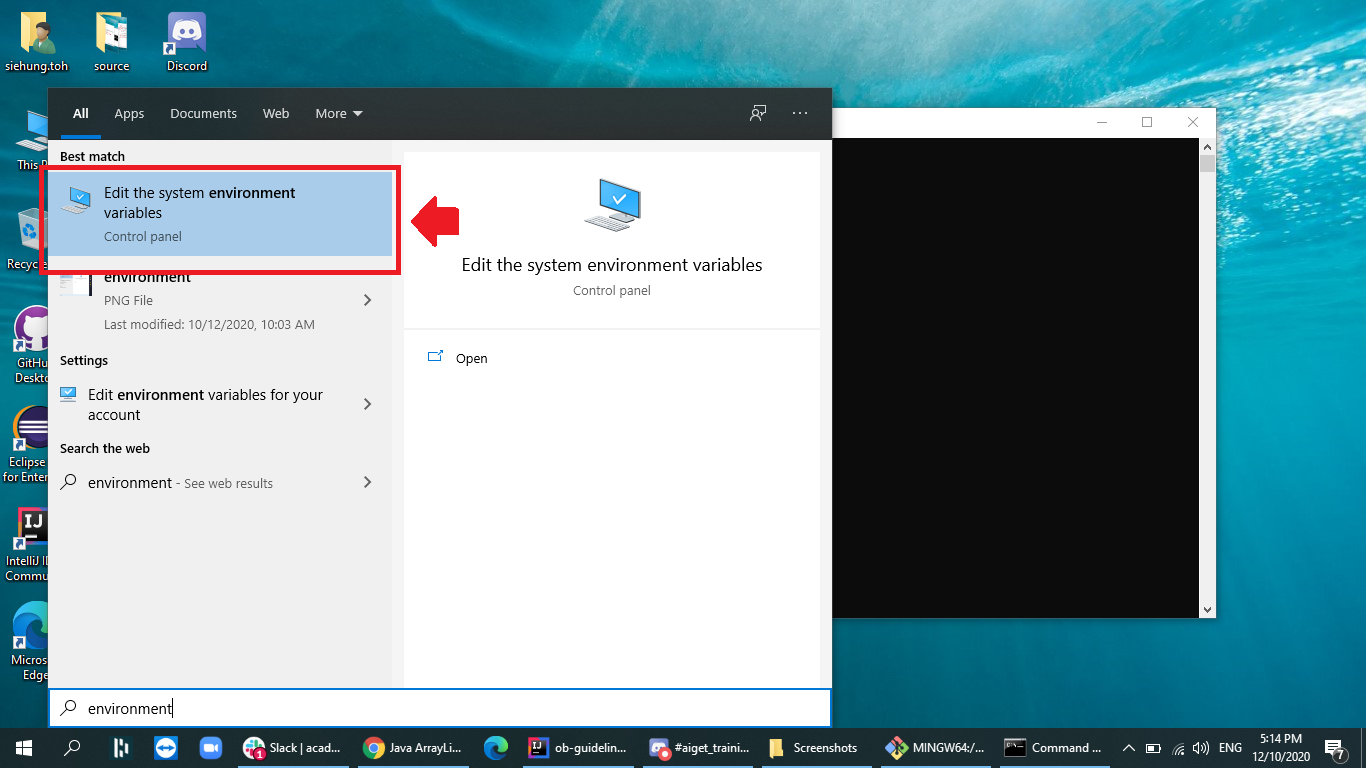 siehung.toh
source
Discord
All
Apps
Documents
Web
More
Best match
Edit the system environment
variables
Control panel
environment
PNG File
Last modified: 10/12/2020, 10:03 AM
Settings
Edit environment variables for your
account
Search the web
environment - See web results
Edit the system environment variables
Control panel
Open
This P
Recycle
GitHu
Deskto
Eclipse
for Enter
IJ
IntelliJ ID
Commu
Micros
Edge
environment
1
Slack | acad...
Java ArrayLi...
IJ
ob-guidelin...
#aiget_traini...
Screenshots
MINGW64:/...
Command ...
ENG
5:14 PM
12/10/2020
7